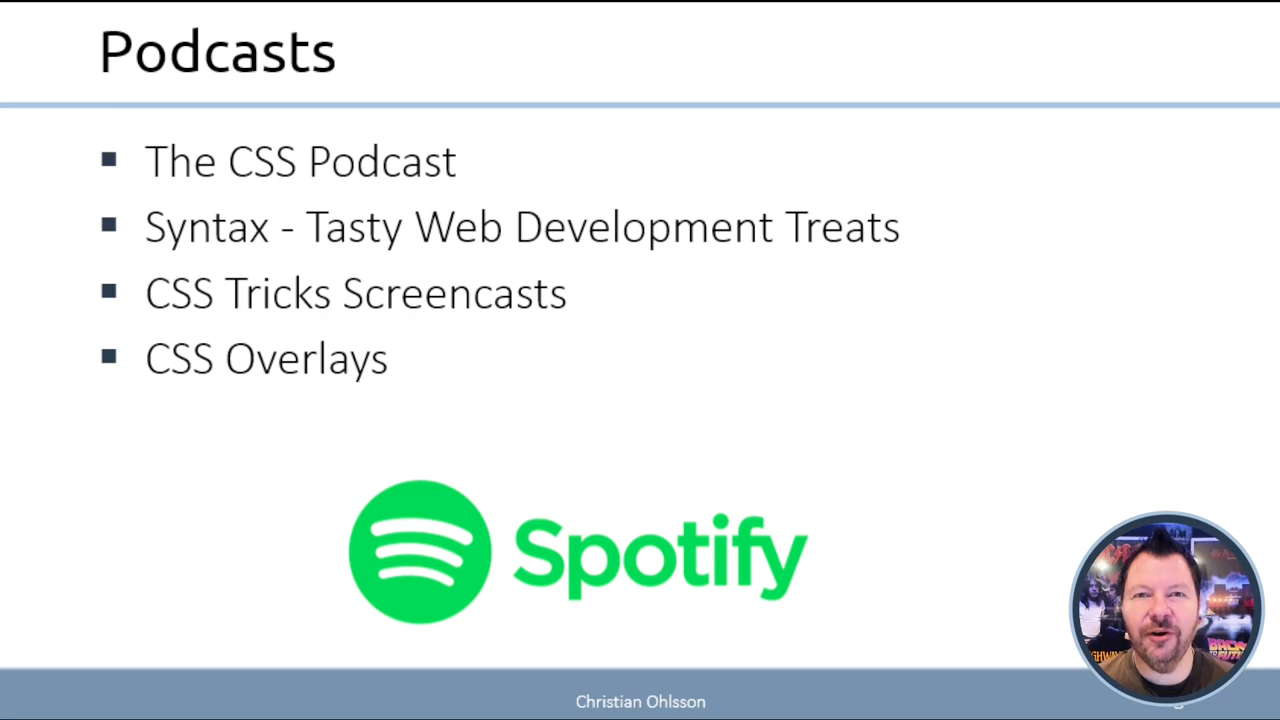 Podcasts
The CSS Podcast
Syntax - Tasty Web Development Treats
CSS Tricks Screencasts
CSS Overlays
Spotify
Christian Ohlsson